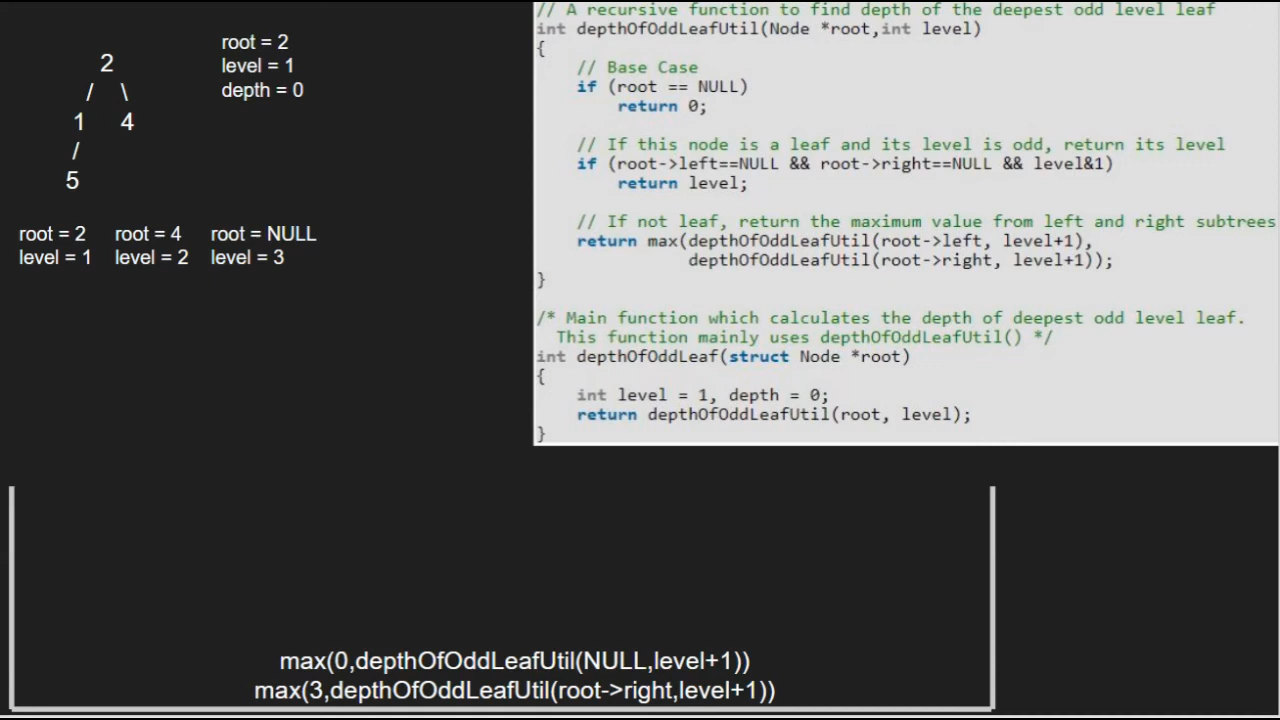 2
/ \
1 4
/
5
root = 2
level = 1
depth = 0
root = 2 root = 4 root = NULL
level = 1 level = 2 level = 3
// A recursive function to find depth of the deepest odd level leaf
int depthOfOddLeafUtil(Node *root,int level)
{
// Base Case
if (root == NULL)
return 0;
// If this node is a leaf and its level is odd, return its level
if (root->left==NULL && root->right==NULL && level&1)
return level;
// If not leaf, return the maximum value from left and right subtrees
return max(depthOfOddLeafUtil(root->left, level+1),
depthOfOddLeafUtil(root->right, level+1));
}
/* Main function which calculates the depth of deepest odd level leaf.
This function mainly uses depthOfOddLeafUtil() */
int depthOfOddLeaf(struct Node *root)
{
int level = 1, depth = 0;
return depthOfOddLeafUtil(root, level);
}
max(0,depthOfOddLeafUtil(NULL,level+1))
max(3,depthOfOddLeafUtil(root->right,level+1))